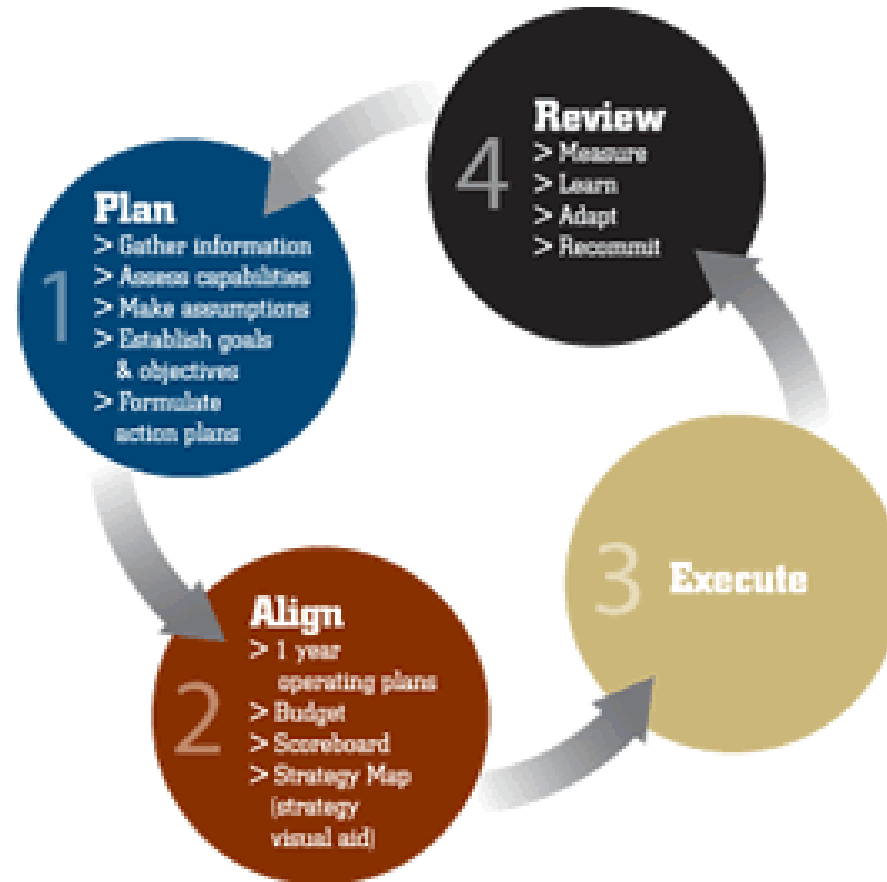 1
Plan
> Gather information
> Assess capabilities
> Make assumptions
> Establish goals
& objectives
> Formulate
action plans
2
Align
> 1 year
operating plans
> Budget
> Scoreboard
> Strategy Map
(strategy
visual aid)
3
Execute
4
Review
> Measure
> Learn
> Adapt
> Recommit